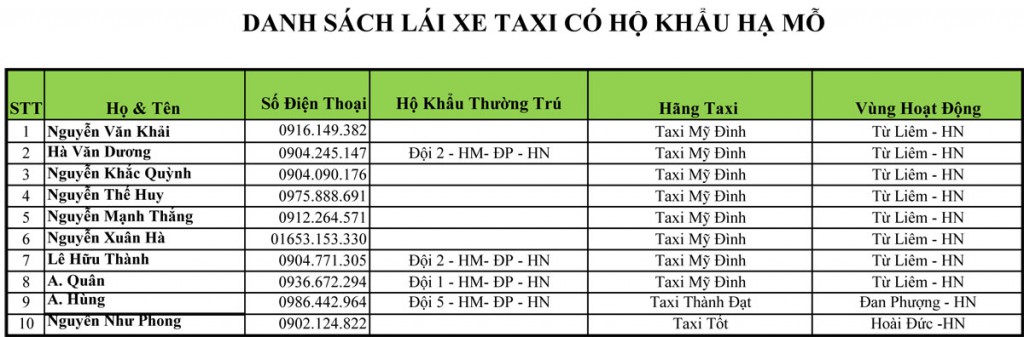 DANH SÁCH LÁI XE TAXI CÓ HỘ KHẨU HẠ MỖ
STT Họ & Tên Số Điện Thoại Hộ Khẩu Thường Trú Hãng Taxi Vùng Hoạt Động
1 Nguyễn Văn Khải 0916.149.382 Taxi Mỹ Đình Từ Liêm - HN
2 Hà Văn Dương 0904.245.147 Đội 2 - HM- ĐP - HN Taxi Mỹ Đình Từ Liêm - HN
3 Nguyễn Khắc Quỳnh 0904.090.176 Taxi Mỹ Đình Từ Liêm - HN
4 Nguyễn Thế Huy 0975.888.691 Taxi Mỹ Đình Từ Liêm - HN
5 Nguyễn Mạnh Thắng 0912.264.571 Taxi Mỹ Đình Từ Liêm - HN
6 Nguyễn Xuân Hà 01653.153.330 Taxi Mỹ Đình Từ Liêm - HN
7 Lê Hữu Thành 0904.771.305 Đội 2 - HM- ĐP - HN Taxi Mỹ Đình Từ Liêm - HN
8 A. Quân 0936.672.294 Đội 1 - HM- ĐP - HN Taxi Mỹ Đình Từ Liêm - HN
9 A. Hùng 0986.442.964 Đội 5 - HM- ĐP - HN Taxi Thành Đạt Đan Phượng - HN
10 Nguyễn Như Phong 0902.124.822 Taxi Tốt Hoài Đức -HN